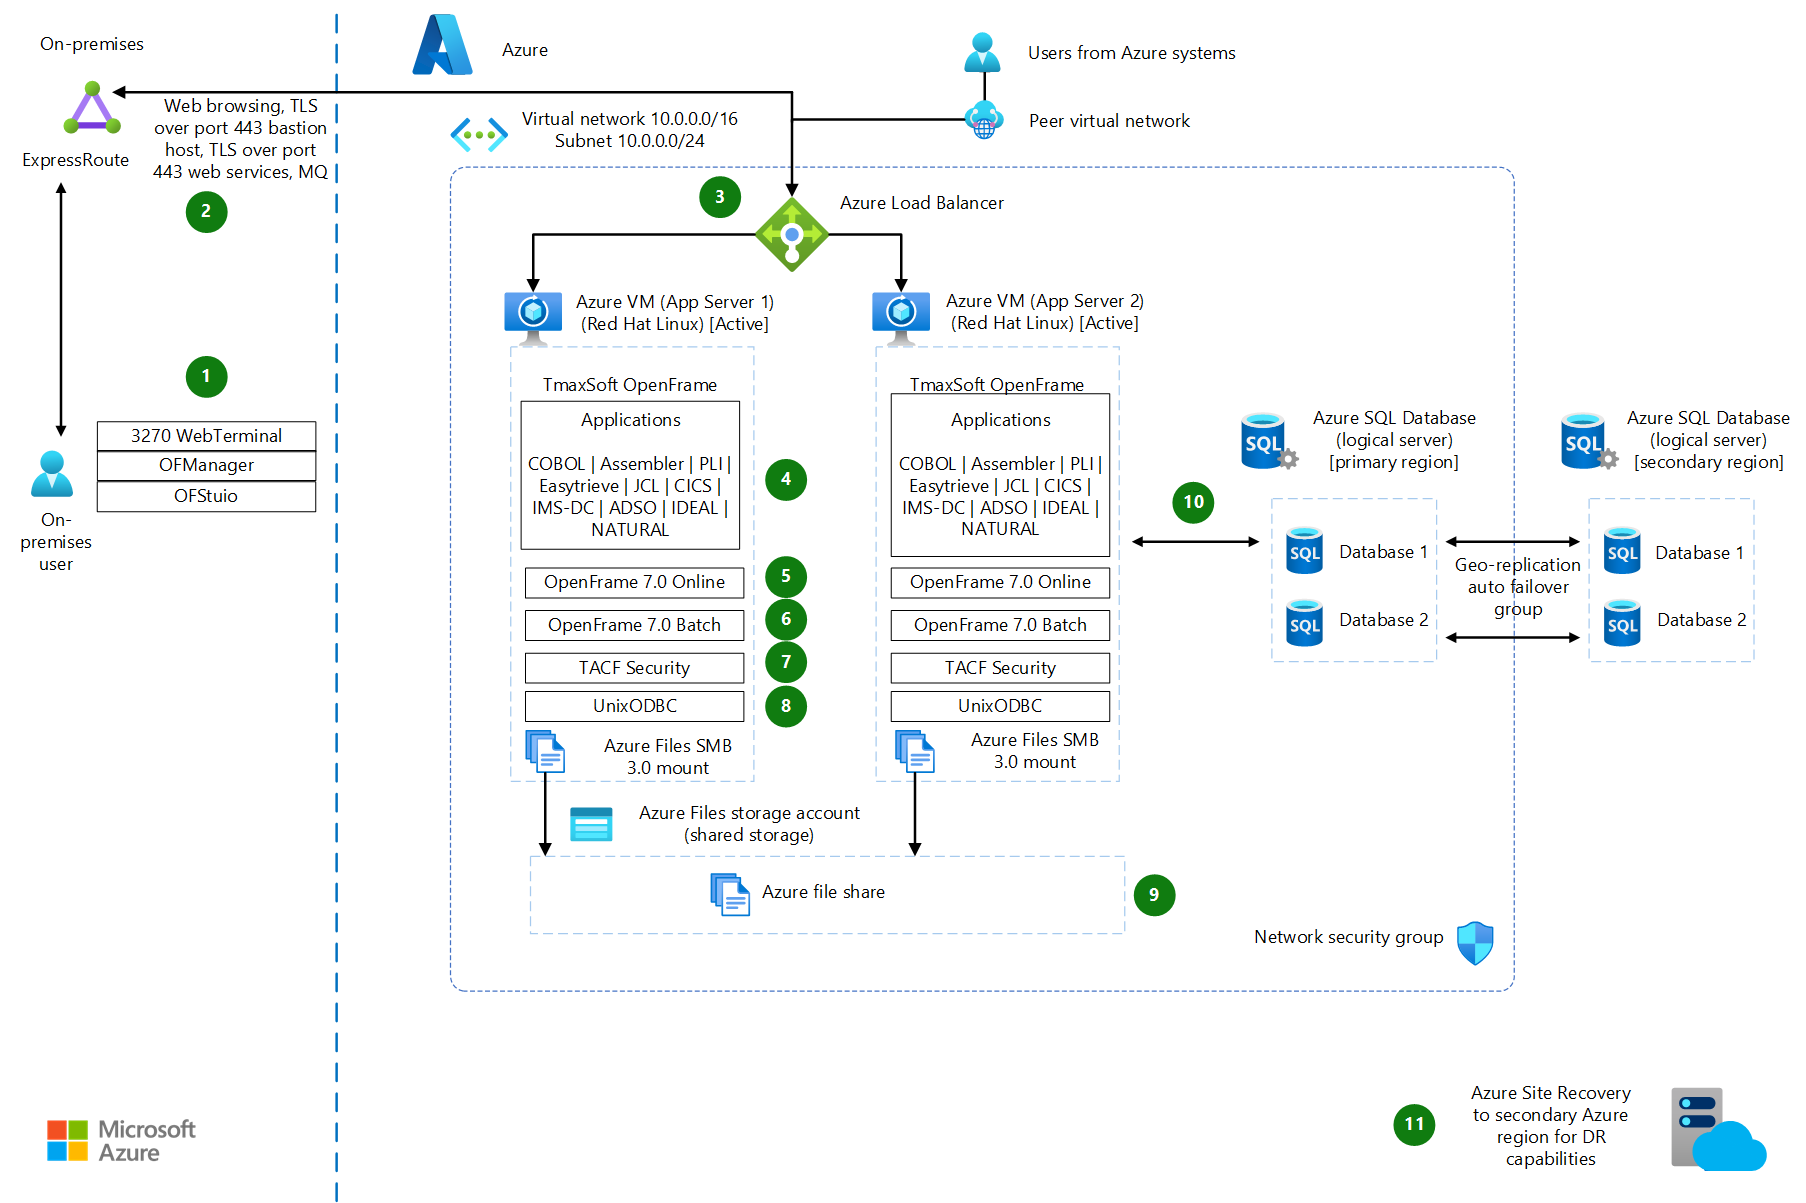 On-premises
Azure
Users from Azure systems
Web browsing, TLS
over port 443 bastion
host, TLS over port
443 web services, MQ
ExpressRoute
2
Virtual network 10.0.0.0/16
Subnet 10.0.0.0/24
Peer virtual network
3
Azure Load Balancer
1
3270 WebTerminal
OFManager
OFStuio
On-
premises
user
Azure VM (App Server 1)
(Red Hat Linux) [Active]
TmaxSoft OpenFrame
Applications
COBOL | Assembler | PLI |
Easytrieve | JCL | CICS |
IMS-DC | ADSO | IDEAL |
NATURAL
OpenFrame 7.0 Online
OpenFrame 7.0 Batch
TACF Security
UnixODBC
Azure Files SMB
3.0 mount
4
5
6
7
8
Azure VM (App Server 2)
(Red Hat Linux) [Active]
TmaxSoft OpenFrame
Applications
COBOL | Assembler | PLI |
Easytrieve | JCL | CICS |
IMS-DC | ADSO | IDEAL |
NATURAL
OpenFrame 7.0 Online
OpenFrame 7.0 Batch
TACF Security
UnixODBC
Azure Files SMB
3.0 mount
Azure Files storage account
(shared storage)
Azure file share
9
10
SQL
Azure SQL Database
(logical server)
[primary region]
SQL
Database 1
SQL
Database 2
Geo-replication
auto failover
group
SQL
Azure SQL Database
(logical server)
[secondary region]
SQL
Database 1
SQL
Database 2
Network security group
11
Azure Site Recovery
to secondary Azure
region for DR
capabilities
Microsoft
Azure